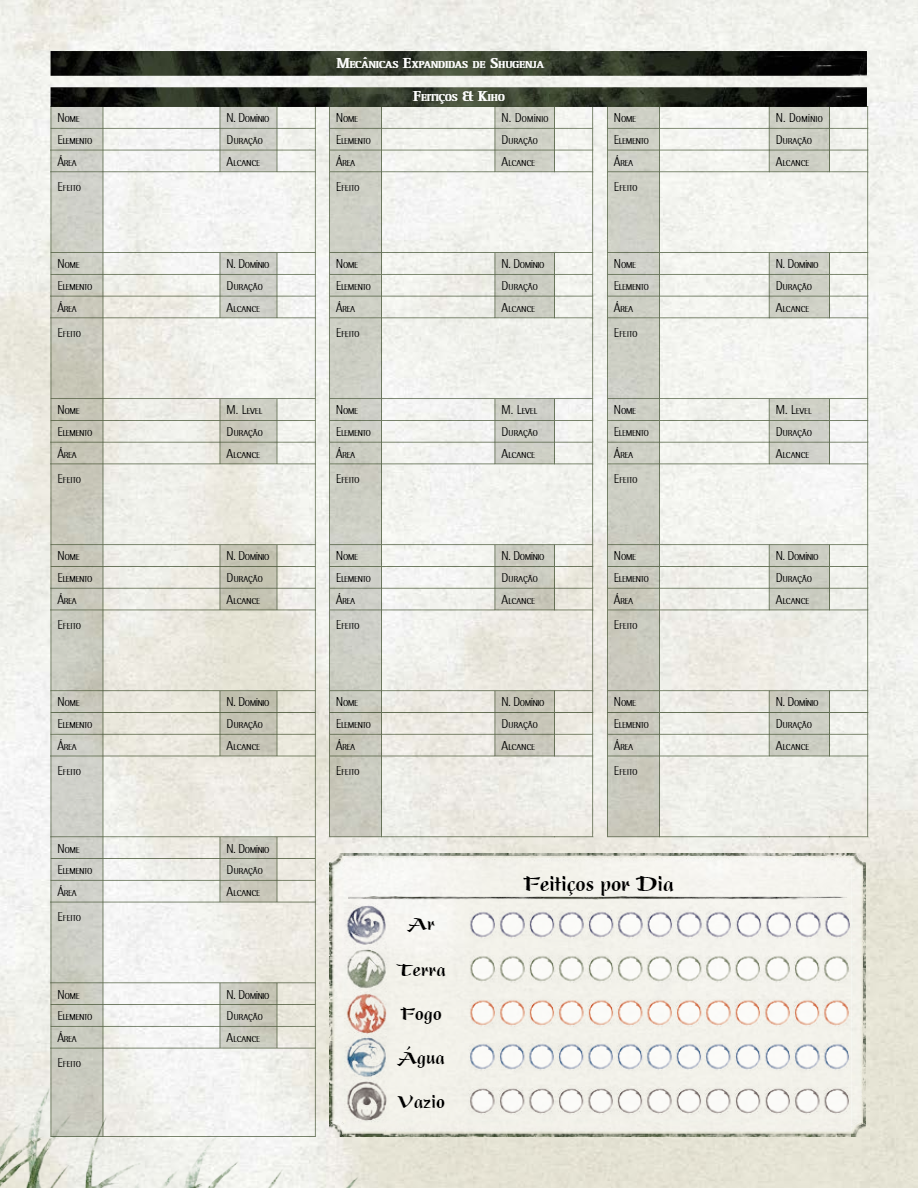 Mecânicas Expandidas de Shugenja
Feitiços & Kiho
Nome N. Domínio
Elemento Duração
Área Alcance
Efeito
Nome N. Domínio
Elemento Duração
Área Alcance
Efeito
Nome M. Level
Elemento Duração
Área Alcance
Efeito
Nome N. Domínio
Elemento Duração
Área Alcance
Efeito
Nome N. Domínio
Elemento Duração
Área Alcance
Efeito
Nome N. Domínio
Elemento Duração
Área Alcance
Efeito
Nome N. Domínio
Elemento Duração
Área Alcance
Efeito
Nome N. Domínio
Elemento Duração
Área Alcance
Efeito
Nome N. Domínio
Elemento Duração
Área Alcance
Efeito
Nome M. Level
Elemento Duração
Área Alcance
Efeito
Nome N. Domínio
Elemento Duração
Área Alcance
Efeito
Nome N. Domínio
Elemento Duração
Área Alcance
Efeito
Nome N. Domínio
Elemento Duração
Área Alcance
Efeito
Nome N. Domínio
Elemento Duração
Área Alcance
Efeito
Nome M. Level
Elemento Duração
Área Alcance
Efeito
Nome N. Domínio
Elemento Duração
Área Alcance
Efeito
Nome N. Domínio
Elemento Duração
Área Alcance
Efeito
Feitiços por Dia
Ar
Terra
Fogo
Água
Vazio